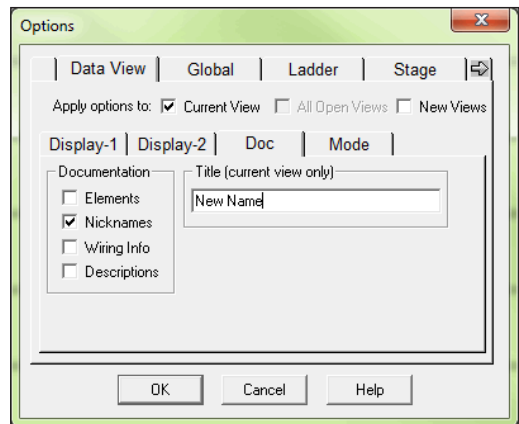 Options
Data View Global Ladder Stage
Apply options to: Current View All Open Views New Views
Display-1 Display-2 Doc Mode
Documentation
Elements
Nicknames
Wiring Info
Descriptions
Title (current view only)
New Name
OK Cancel Help